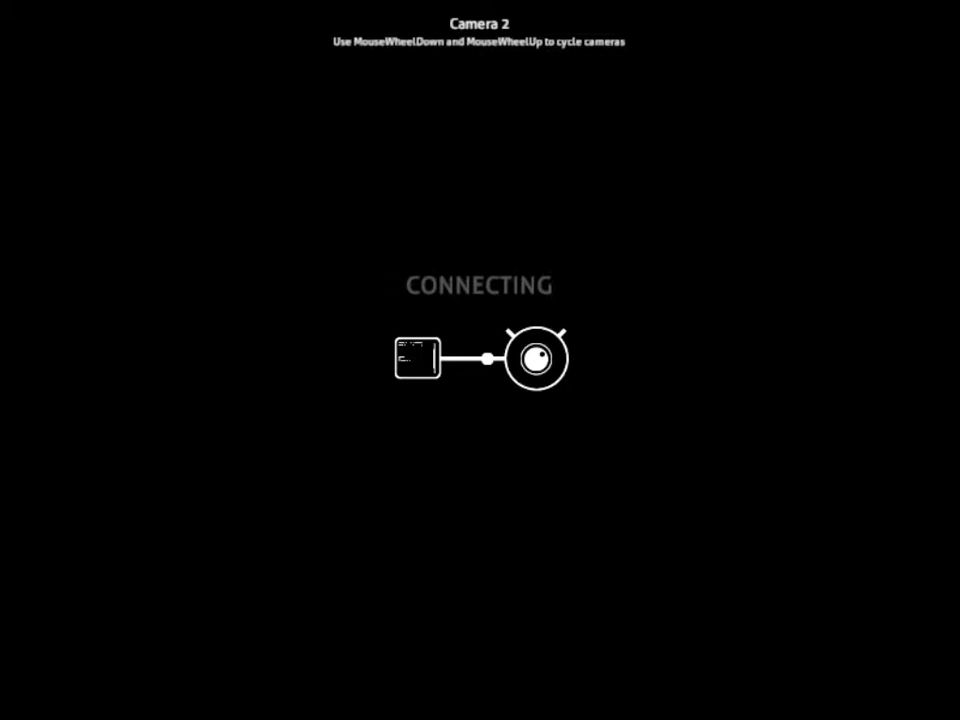 Camera 2
Use MouseWheelDown and MouseWheelUp to cycle cameras
CONNECTING